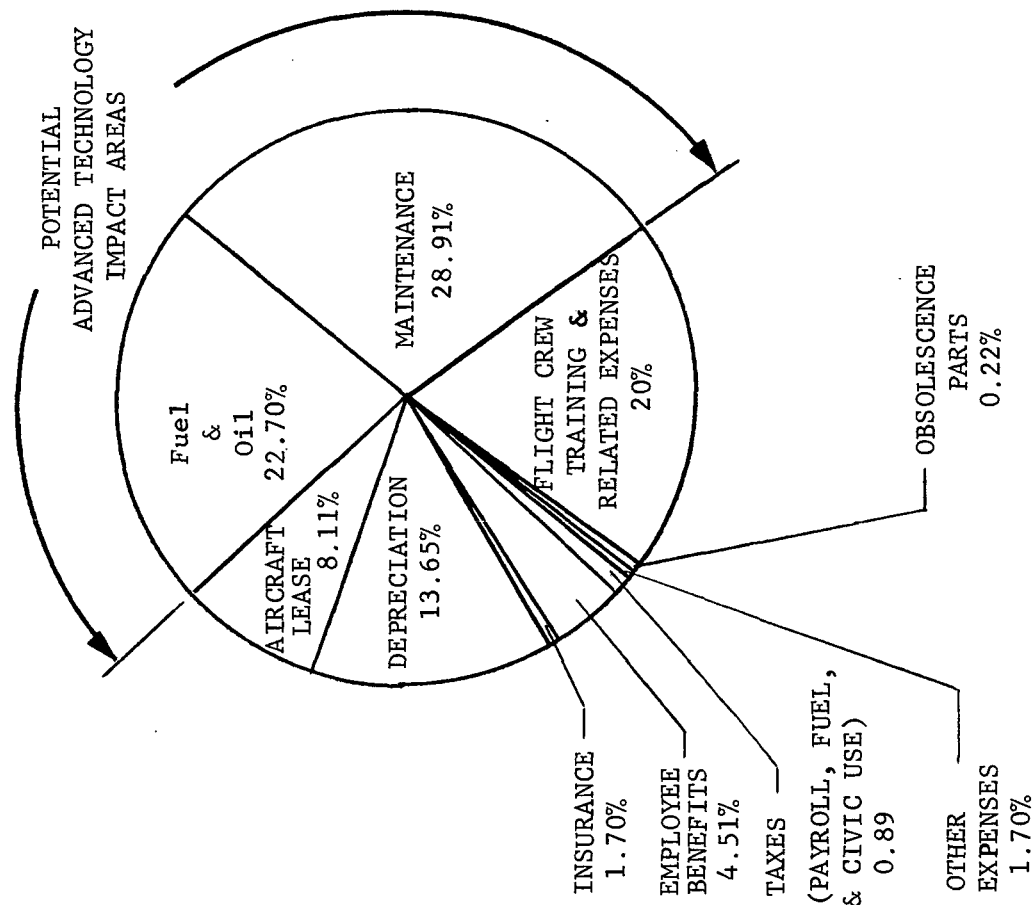 POTENTIAL
ADVANCED TECHNOLOGY
IMPACT AREAS
Fuel
&
Oil
22.70%
MAINTENANCE
28.91%
AIRCRAFT
LEASE
8.11%
DEPRECIATION
13.65%
FLIGHT CREW
TRAINING &
RELATED EXPENSES
20%
INSURANCE
1.70%
EMPLOYEE
BENEFITS
4.51%
TAXES
(PAYROLL, FUEL,
& CIVIC USE)
0.89
OTHER
EXPENSES
1.70%
OBSOLESCENCE
PARTS
0.22%